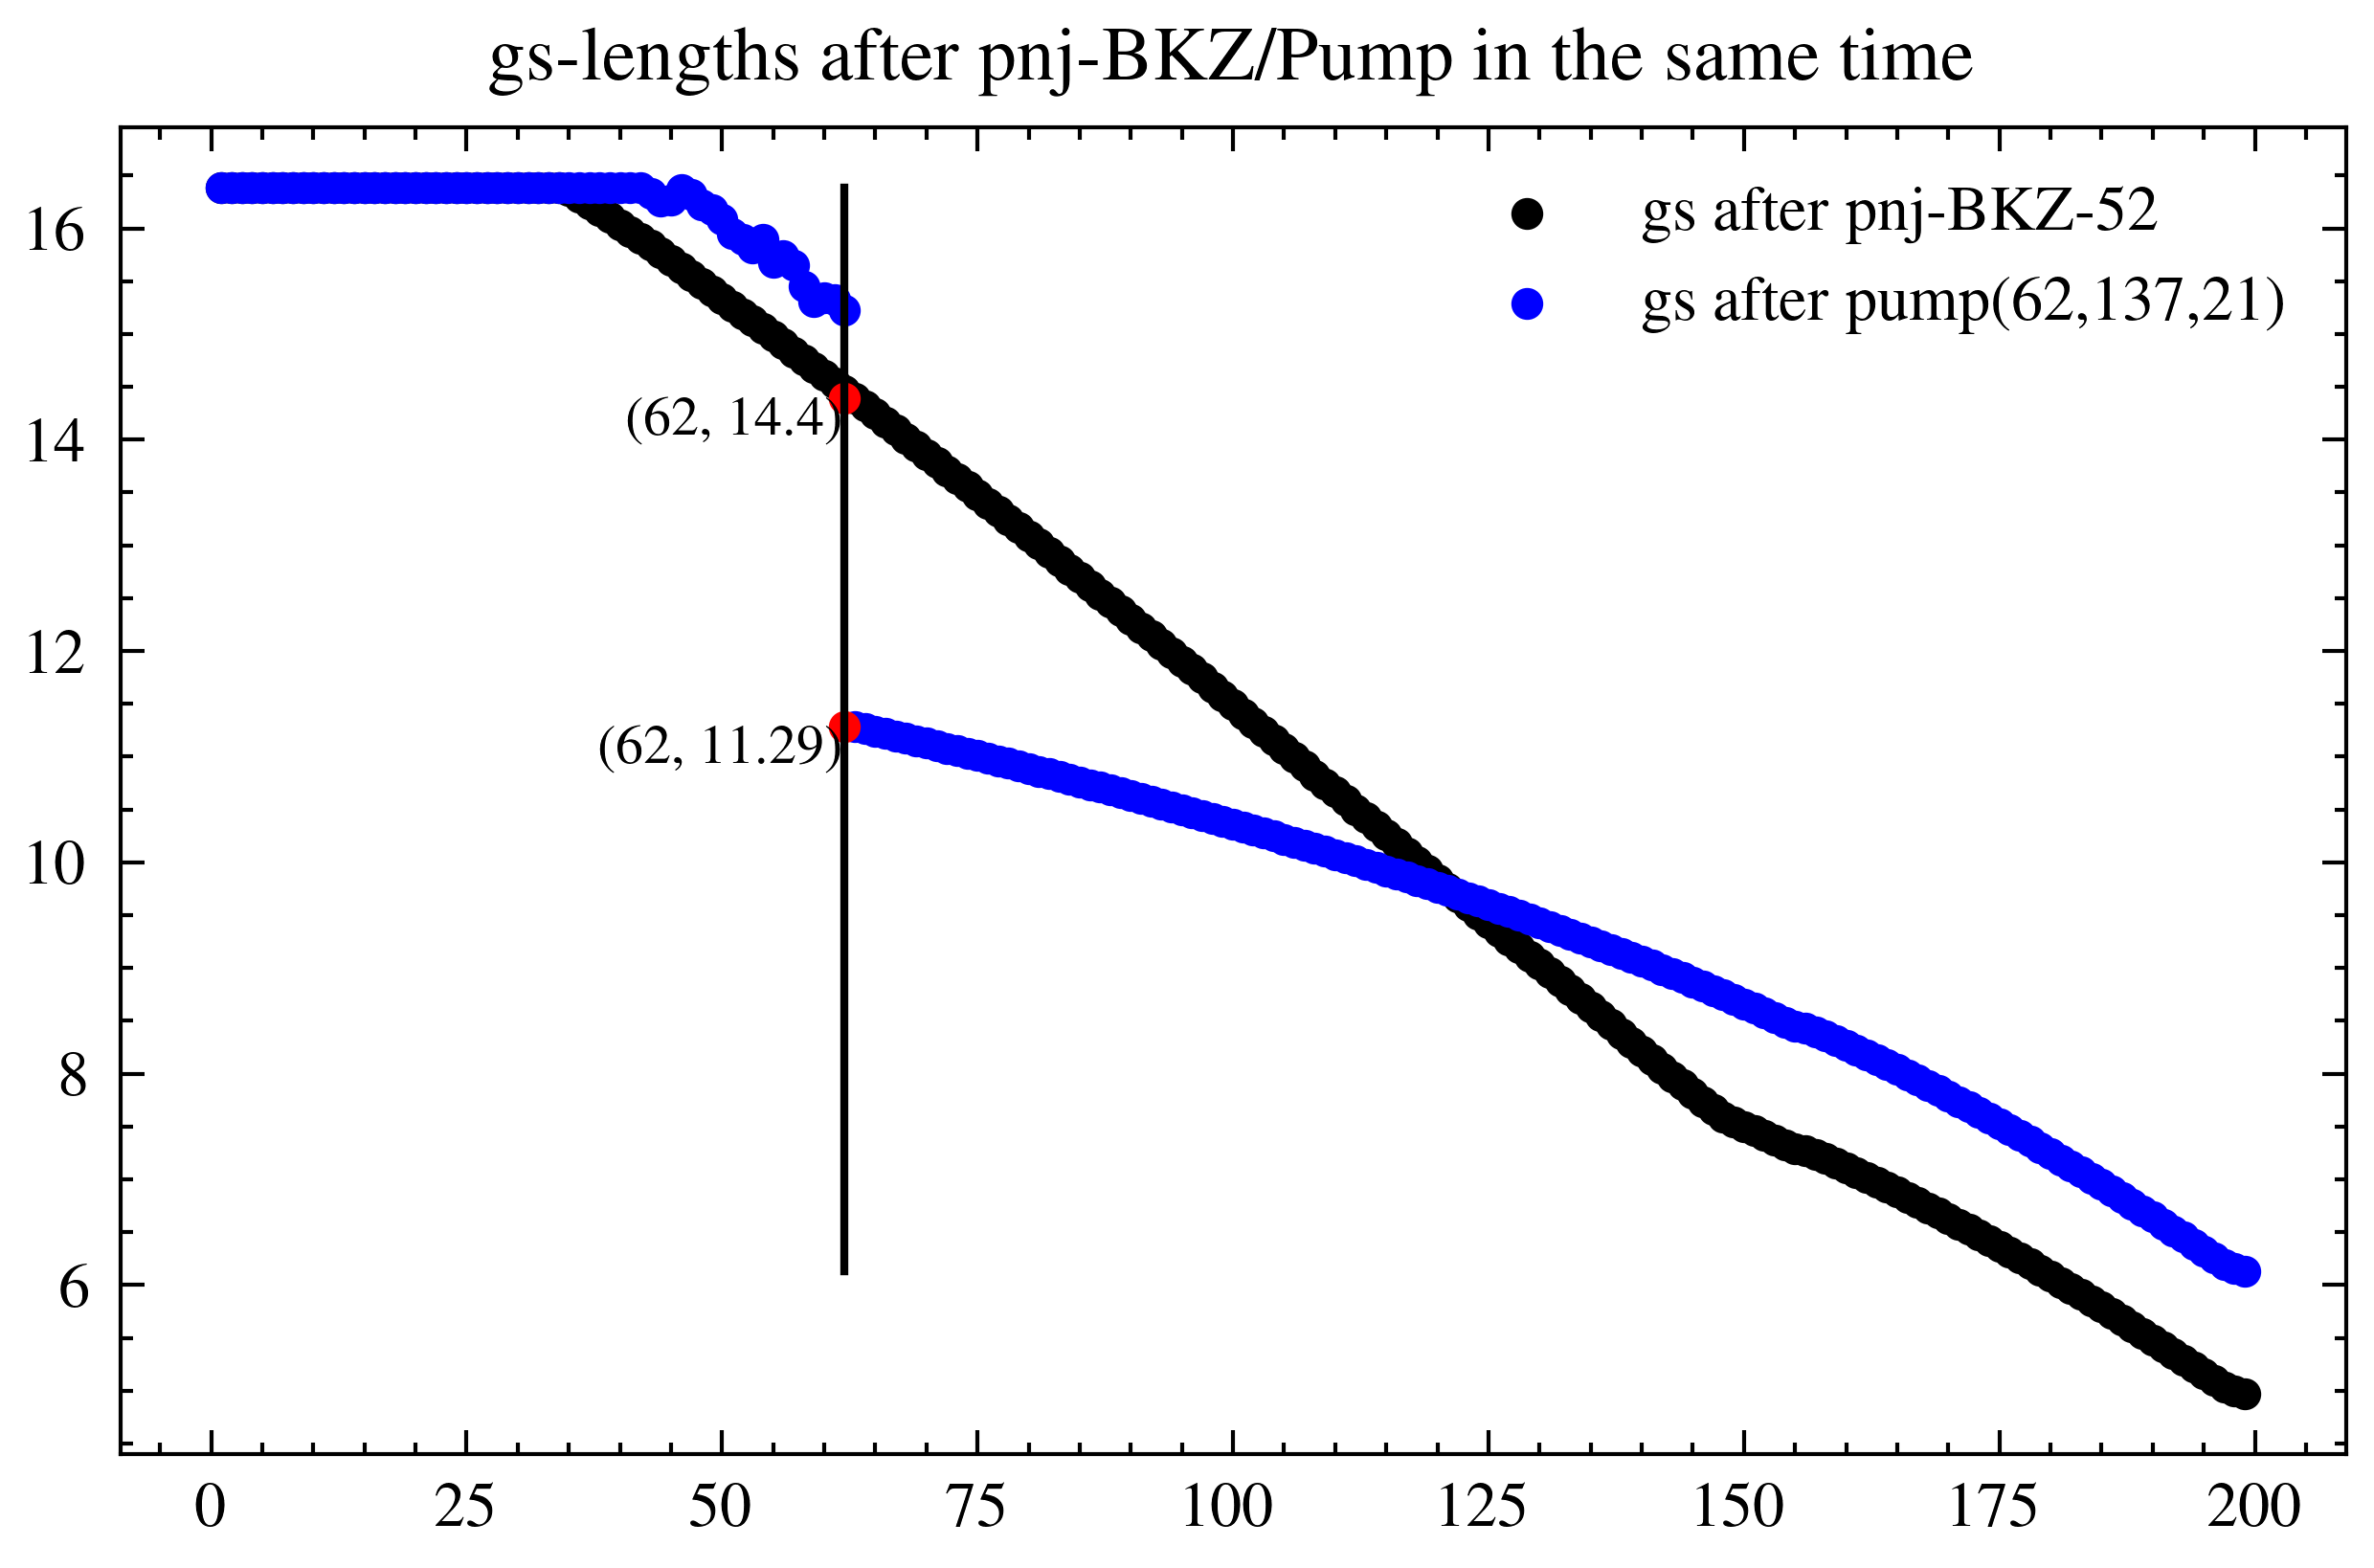 gs-lengths after pnj-BKZ/Pump in the same time
gs after pnj-BKZ-52
gs after pump(62,137,21)
16
14
12
10
8
6
(62, 14.4)
(62, 11.29)
0 25 50 75 100 125 150 175 200